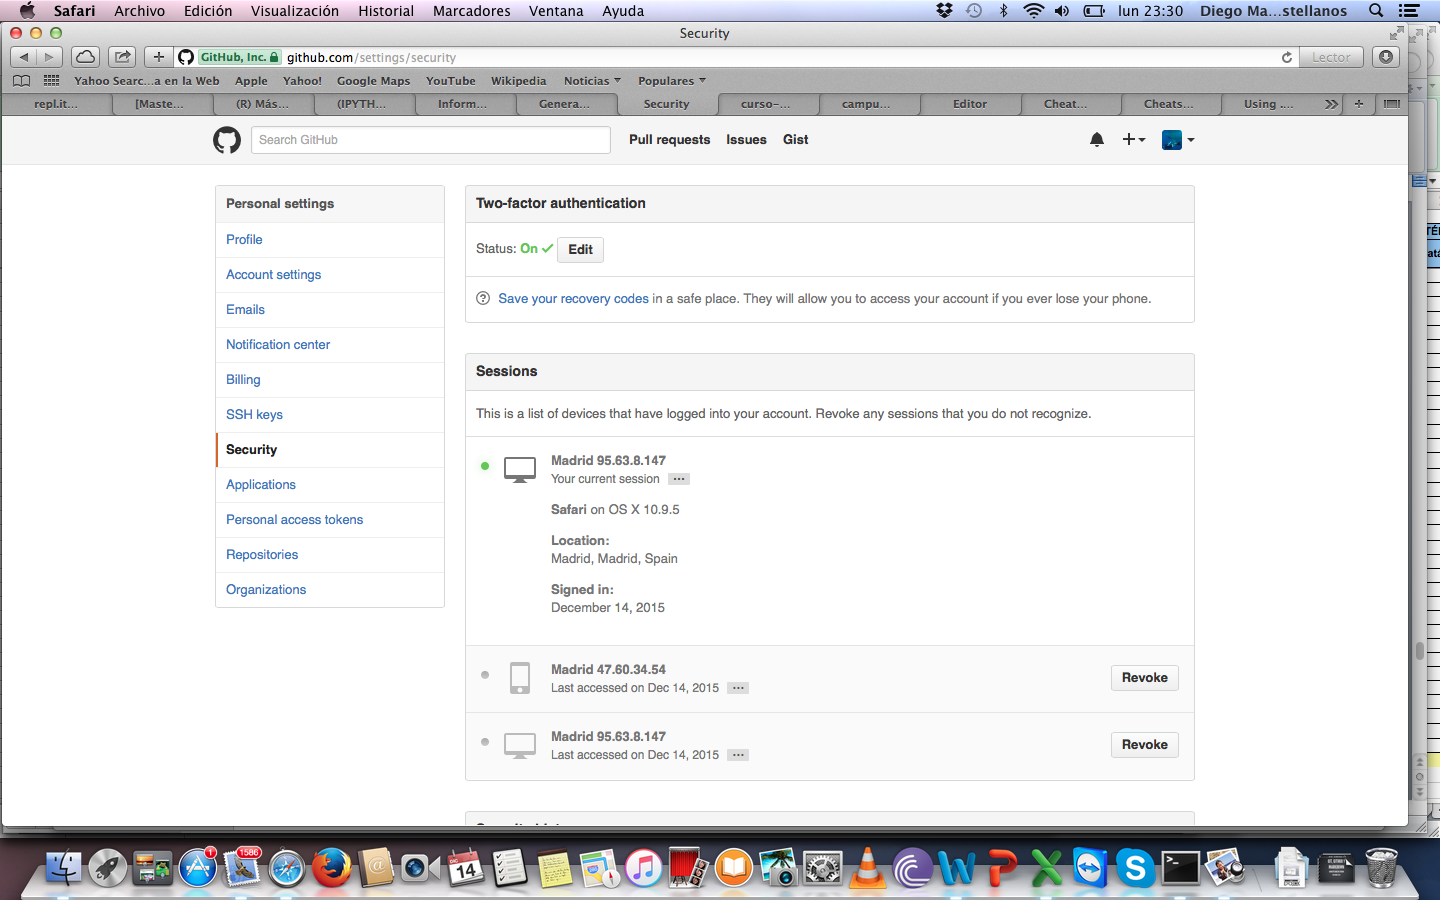 Safari Archivo Edición Visualización Historial Marcadores Ventana Ayuda lun 23:30 Diego Ma...stellanos
Security
GitHub, Inc. github.com/settings/security Lector
Yahoo Searc...a en la Web Apple Yahoo! Google Maps YouTube Wikipedia Noticias Populares
repl.it... [Maste... (R) Más... (IPYTH... Inform... Genera... Security curso-... campu... Editor Cheat... Cheats... Using ....
Search GitHub Pull requests Issues Gist
Personal settings
Profile
Account settings
Emails
Notification center
Billing
SSH keys
Security
Applications
Personal access tokens
Repositories
Organizations
Two-factor authentication
Status: On Edit
Save your recovery codes in a safe place. They will allow you to access your account if you ever lose your phone.
Sessions
This is a list of devices that have logged into your account. Revoke any sessions that you do not recognize.
Madrid 95.63.8.147
Your current session
Safari on OS X 10.9.5
Location:
Madrid, Madrid, Spain
Signed in:
December 14, 2015
Madrid 47.60.34.54
Last accessed on Dec 14, 2015
Revoke
Madrid 95.63.8.147
Last accessed on Dec 14, 2015
Revoke
1
1586
DIC
14